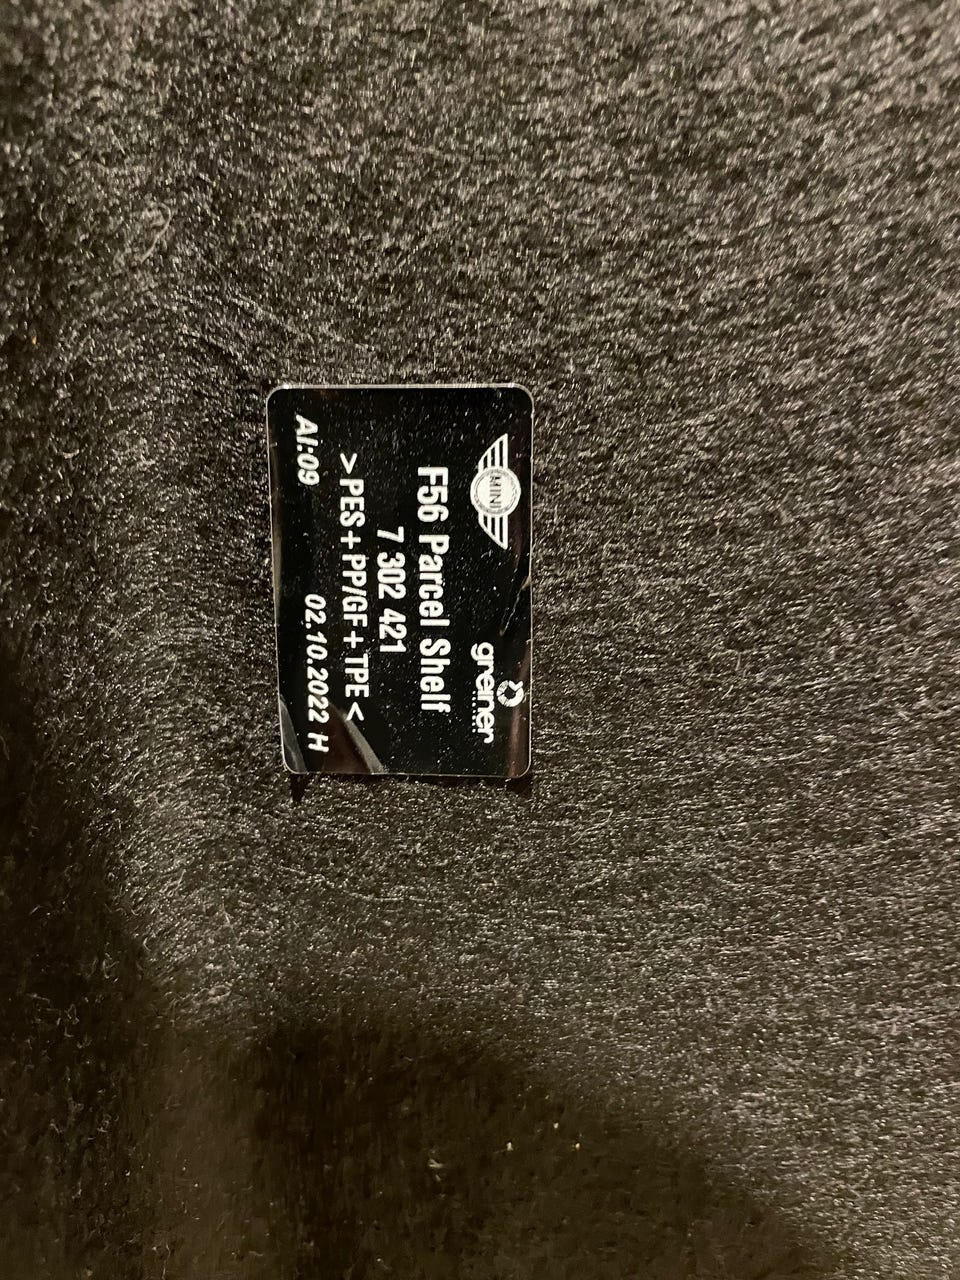 MINI
greiner
F56 Parcel Shelf
7 302 421
>PES+PP/GF+TPE<
AI:09 02.10.2022 H